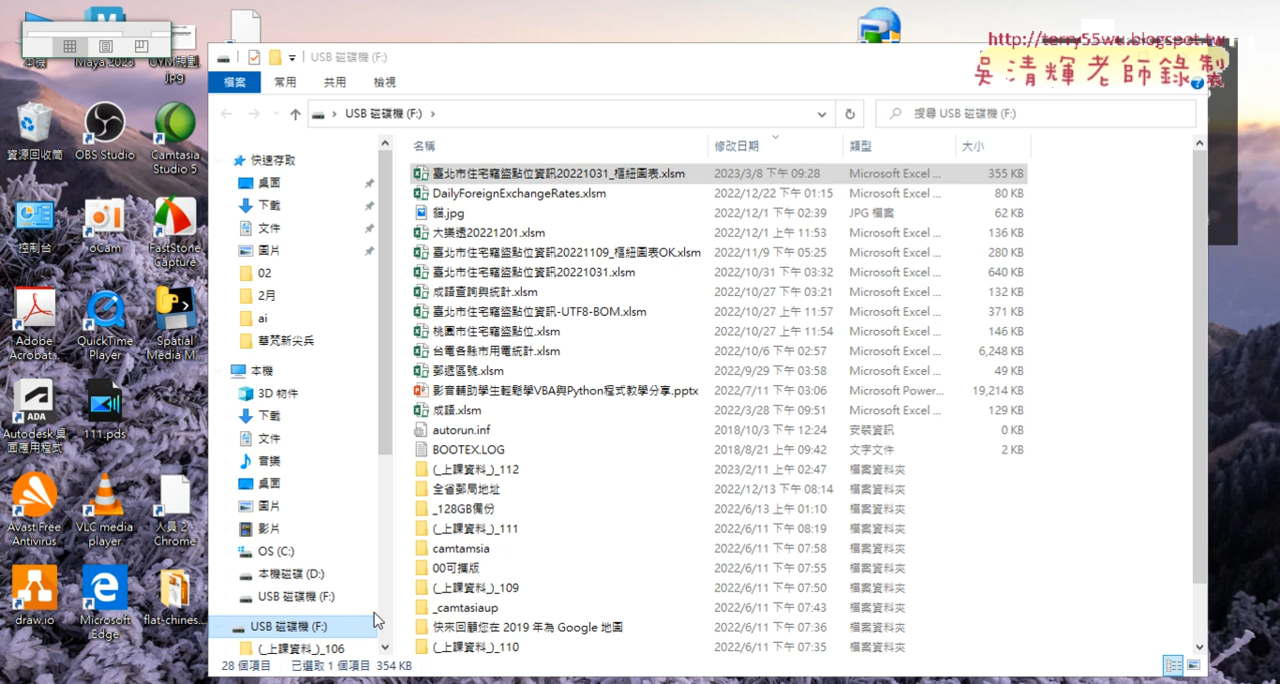 http://terry55wu.blogspot.tw
吳清輝老師錄製
USB 磁碟機 (F:)
檔案 常用 共用 檢視
USB 磁碟機 (F:)
搜尋 USB 磁碟機 (F:)
名稱 修改日期 類型 大小
臺北市住宅竊盜點位資訊20221031_樞紐圖表.xlsm 2023/3/8 下午 09:28 Microsoft Excel ... 355 KB
DailyForeignExchangeRates.xlsm 2022/12/22 下午 01:15 Microsoft Excel ... 80 KB
貓.jpg 2022/12/1 下午 02:39 JPG 檔案 62 KB
大樂透20221201.xlsm 2022/12/1 上午 11:53 Microsoft Excel ... 136 KB
臺北市住宅竊盜點位資訊20221109_樞紐圖表OK.xlsm 2022/11/9 下午 05:25 Microsoft Excel ... 280 KB
臺北市住宅竊盜點位資訊20221031.xlsm 2022/10/31 下午 03:32 Microsoft Excel ... 640 KB
成語查詢與統計.xlsm 2022/10/27 下午 03:21 Microsoft Excel ... 132 KB
臺北市住宅竊盜點位資訊-UTF8-BOM.xlsm 2022/10/27 上午 11:57 Microsoft Excel ... 371 KB
桃園市住宅竊盜點位.xlsm 2022/10/27 上午 11:54 Microsoft Excel ... 146 KB
台電各縣市用電統計.xlsm 2022/10/6 下午 02:57 Microsoft Excel ... 6,248 KB
郵遞區號.xlsm 2022/9/29 下午 03:58 Microsoft Excel ... 49 KB
影音輔助學生輕鬆學VBA與Python程式教學分享.pptx 2022/7/11 下午 03:06 Microsoft Power... 19,214 KB
成語.xlsm 2022/3/28 下午 09:51 Microsoft Excel ... 129 KB
autorun.inf 2018/10/3 下午 12:24 安裝資訊 0 KB
BOOTEX.LOG 2018/8/21 上午 09:42 文字文件 2 KB
(_上課資料_)_112 2023/2/11 上午 02:47 檔案資料夾
全省郵局地址 2022/12/13 下午 08:14 檔案資料夾
_128GB備份 2022/6/13 上午 01:10 檔案資料夾
(_上課資料_)_111 2022/6/11 下午 08:19 檔案資料夾
camtamsia 2022/6/11 下午 07:58 檔案資料夾
00可攜版 2022/6/11 下午 07:55 檔案資料夾
(_上課資料_)_109 2022/6/11 下午 07:50 檔案資料夾
_camtasiaup 2022/6/11 下午 07:43 檔案資料夾
快來回顧您在 2019 年為 Google 地圖 2022/6/11 下午 07:36 檔案資料夾
(_上課資料_)_110 2022/6/11 下午 07:35 檔案資料夾
快速存取
桌面
下載
文件
圖片
02
2月
ai
華梵新尖兵
本機
3D 物件
下載
文件
音樂
桌面
圖片
影片
OS (C:)
本機磁碟 (D:)
USB 磁碟機 (F:)
USB 磁碟機 (F:)
(_上課資料_)_106
28 個項目 已選取 1 個項目 354 KB
本機
Maya 2023
.jpg
資源回收筒
OBS Studio
Camtasia
Studio 5
控制台
oCam
FastStone
Capture
Adobe
Acrobat...
QuickTime
Player
Spatial
Media M...
ADA
Autodesk 桌
面應用程式
111.pds
Avast Free
Antivirus
VLC media
player
人員 2 -
Chrome
draw.io
Microsoft
Edge
flat-chines...